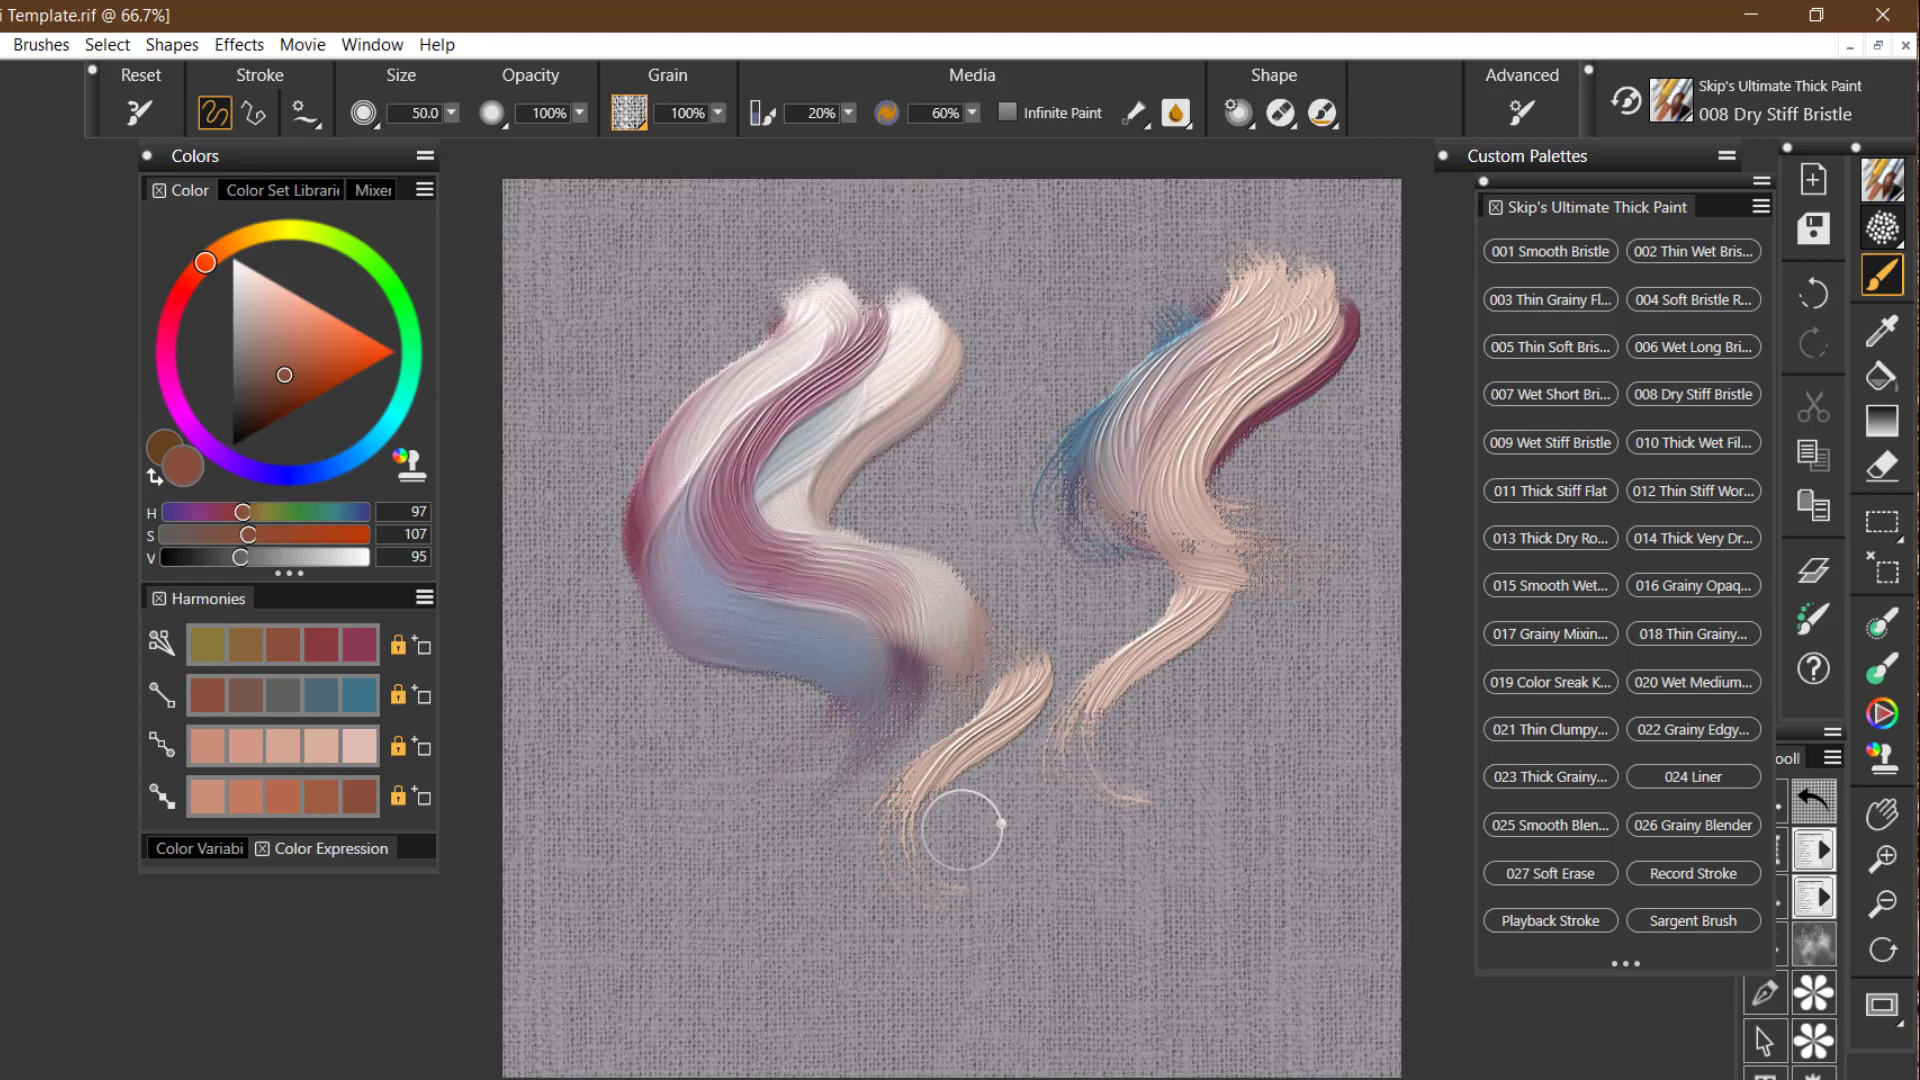 i Template.rif @ 66.7%]
Brushes Select Shapes Effects Movie Window Help
Reset Stroke Size Opacity Grain Media Shape Advanced
50.0 100% 100% 20% 60% Infinite Paint
Skip's Ultimate Thick Paint
008 Dry Stiff Bristle
Colors
Color Color Set Librarie Mixer
H 97
S 107
V 95
Harmonies
Color Variabi Color Expression
Custom Palettes
Skip's Ultimate Thick Paint
001 Smooth Bristle 002 Thin Wet Bris...
003 Thin Grainy Fl... 004 Soft Bristle R...
005 Thin Soft Bris... 006 Wet Long Bri...
007 Wet Short Bri... 008 Dry Stiff Bristle
009 Wet Stiff Bristle 010 Thick Wet Fil...
011 Thick Stiff Flat 012 Thin Stiff Wor...
013 Thick Dry Ro... 014 Thick Very Dr...
015 Smooth Wet... 016 Grainy Opaq...
017 Grainy Mixin... 018 Thin Grainy...
019 Color Sreak K... 020 Wet Medium...
021 Thin Clumpy... 022 Grainy Edgy...
023 Thick Grainy... 024 Liner
025 Smooth Blen... 026 Grainy Blender
027 Soft Erase Record Stroke
Playback Stroke Sargent Brush
ooll